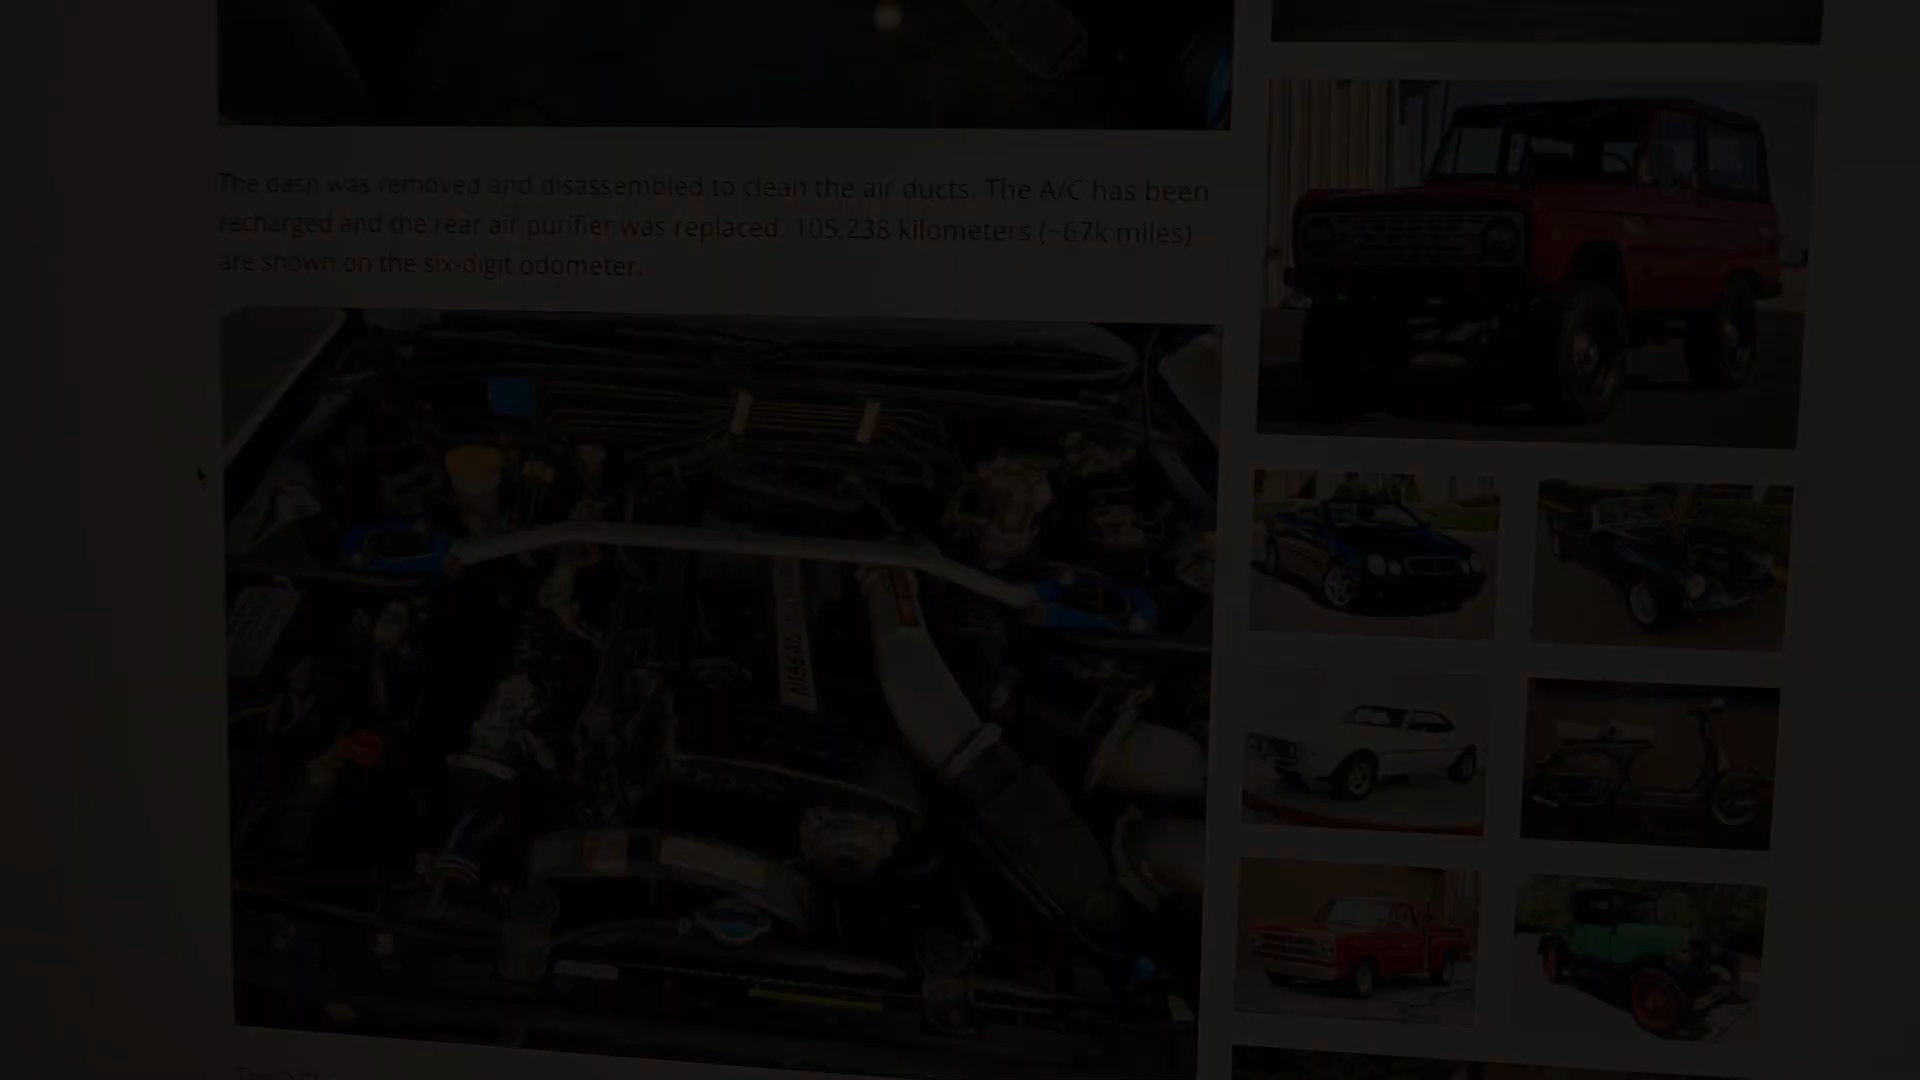 The dash was removed and disassembled to clean the air ducts. The A/C has been
recharged and the rear air purifier was replaced. 105,238 kilometers (~67k miles)
are shown on the six-digit odometer.
NISSAN